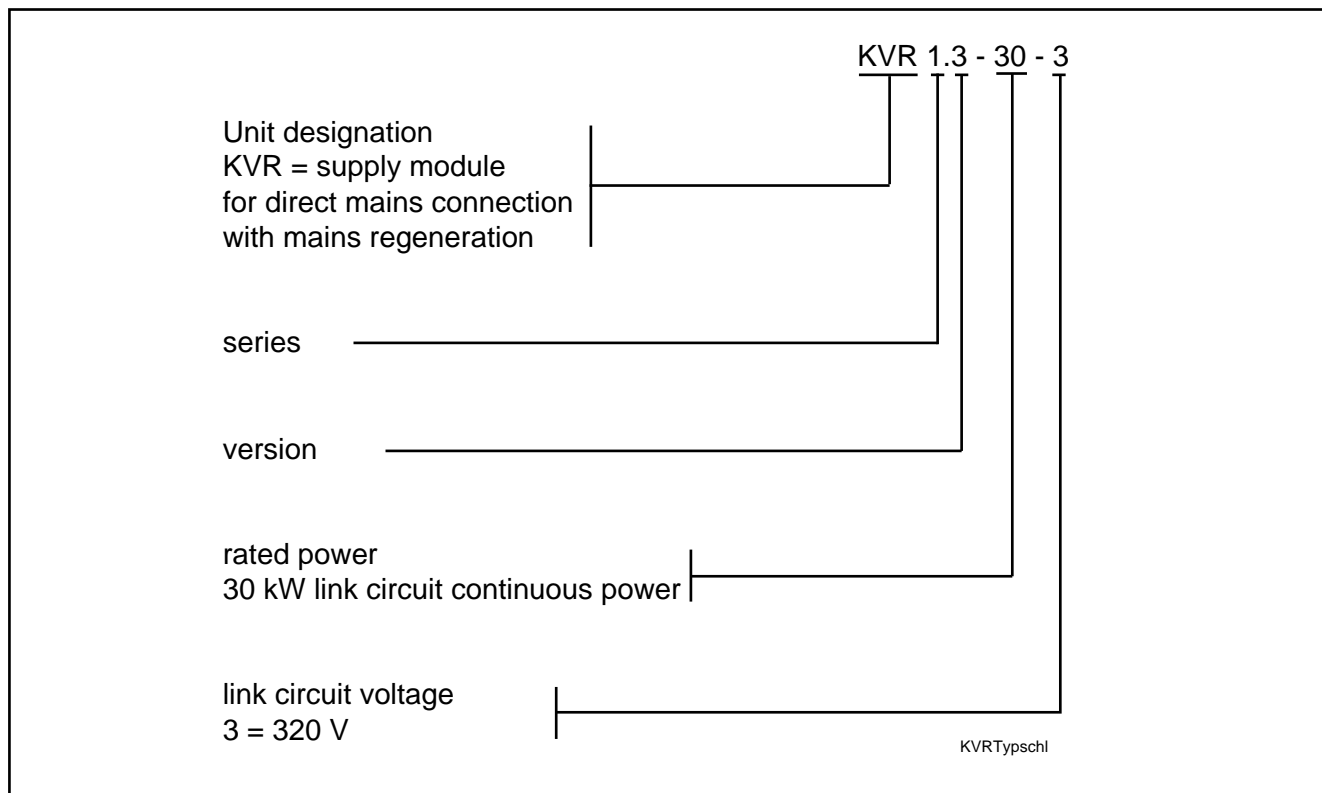 KVR 1.3 - 30 - 3
Unit designation
KVR = supply module
for direct mains connection
with mains regeneration
series
version
rated power
30 kW link circuit continuous power
link circuit voltage
3 = 320 V
KVRTypschl